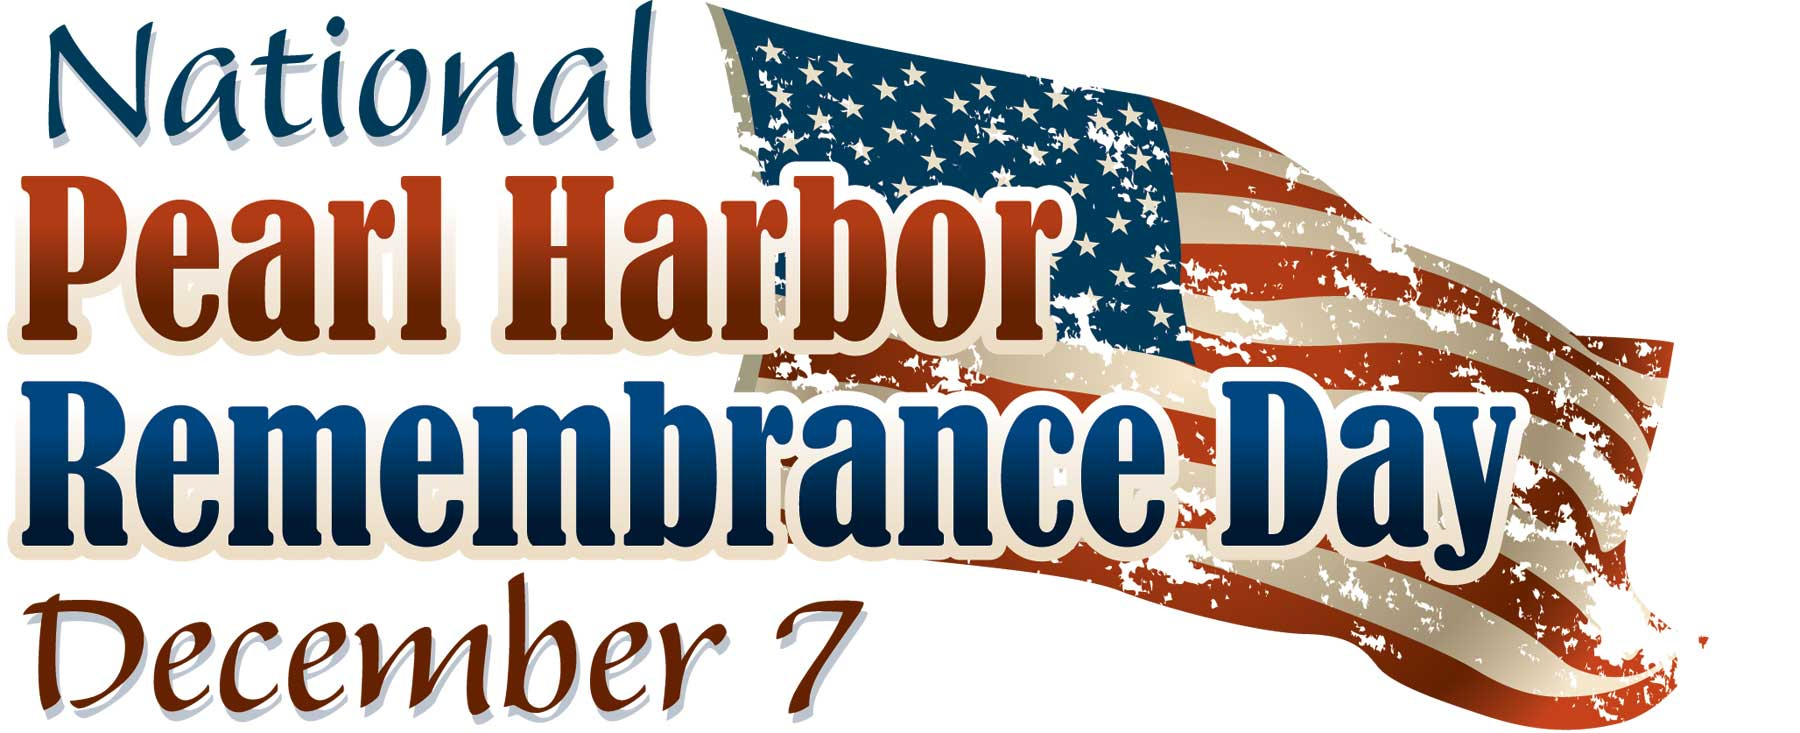 National
Pearl Harbor
Remembrance Day
December 7